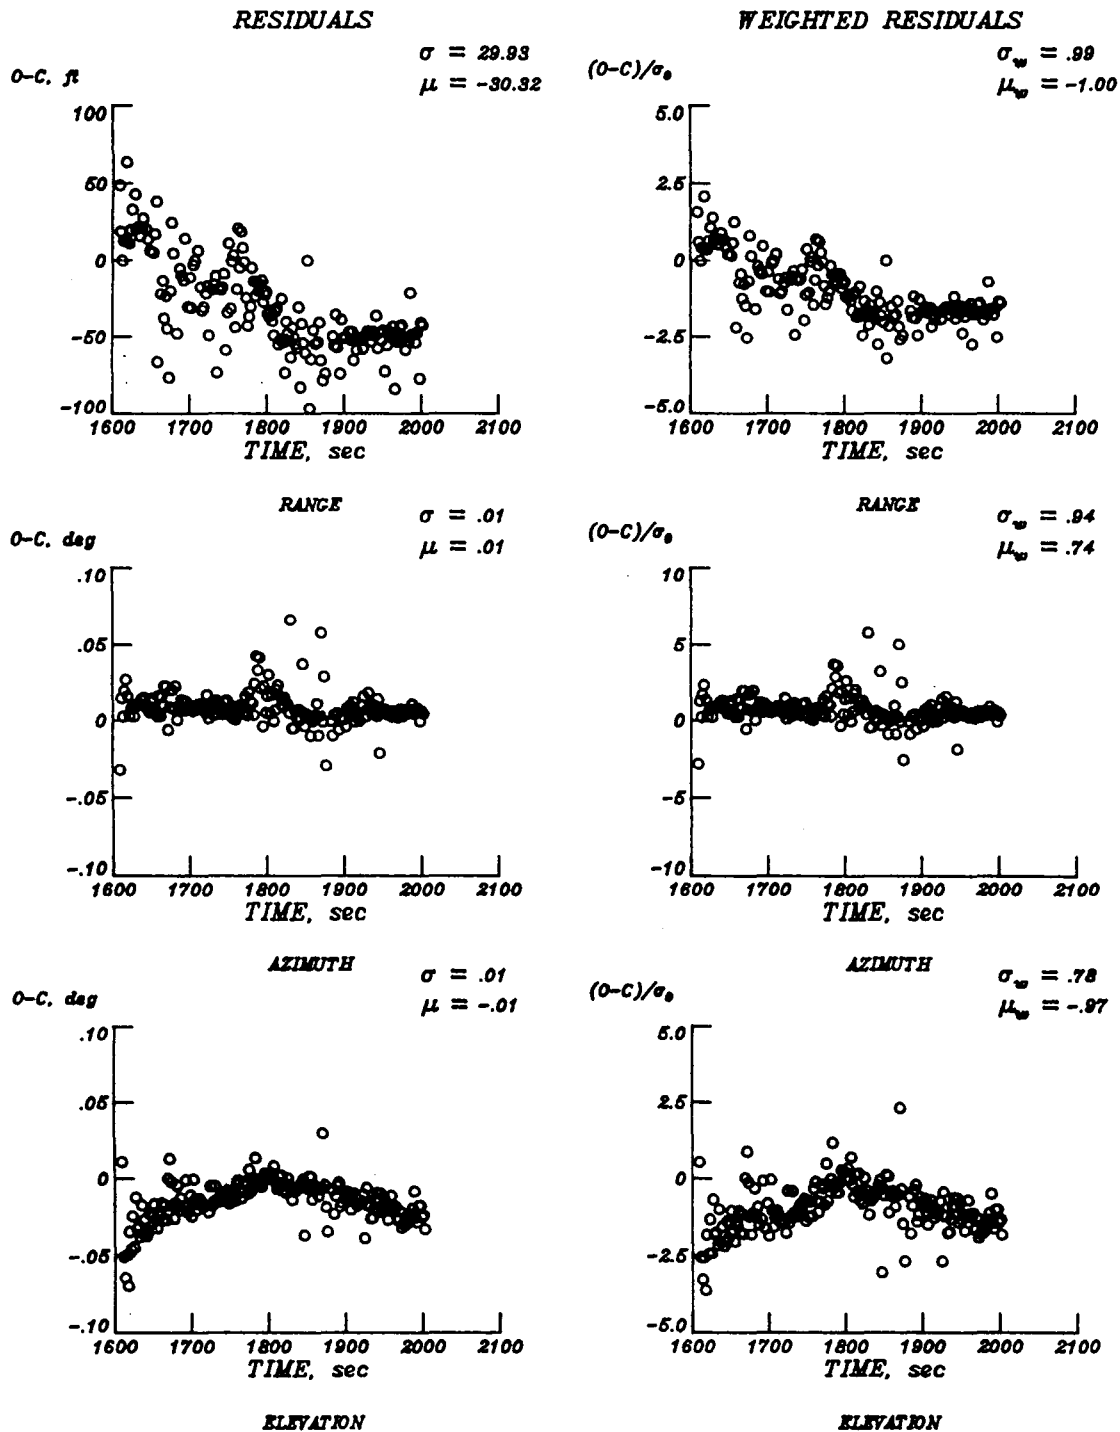 RESIDUALS
WEIGHTED RESIDUALS
O-C, ft
σ = 29.93
μ = -30.32
100
50
0
-50
-100
1600 1700 1800 1900 2000 2100
TIME, sec
RANGE
(O-C)/σ₀
σw = .99
μw = -1.00
5.0
2.5
0
-2.5
-5.0
1600 1700 1800 1900 2000 2100
TIME, sec
RANGE
O-C, deg
σ = .01
μ = .01
.10
.05
0
-.05
-.10
1600 1700 1800 1900 2000 2100
TIME, sec
AZIMUTH
(O-C)/σ₀
σw = .94
μw = .74
10
5
0
-5
-10
1600 1700 1800 1900 2000 2100
TIME, sec
AZIMUTH
O-C, deg
σ = .01
μ = -.01
.10
.05
0
-.05
-.10
1600 1700 1800 1900 2000 2100
TIME, sec
ELEVATION
(O-C)/σ₀
σw = .78
μw = -.97
5.0
2.5
0
-2.5
-5.0
1600 1700 1800 1900 2000 2100
TIME, sec
ELEVATION